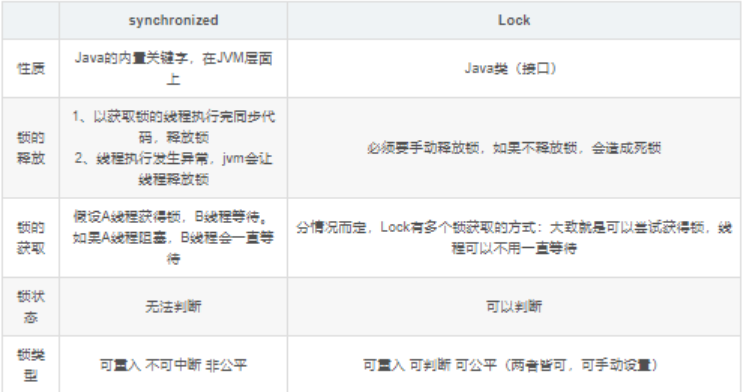 synchronized
Lock
性质
Java的内置关键字，在JVM层面
上
Java类（接口）
锁的
释放
1、以获取锁的线程执行完同步代
码，释放锁
2、线程执行发生异常，jvm会让
线程释放锁
必须要手动释放锁，如果不释放锁，会造成死锁
锁的
获取
假设A线程获得锁，B线程等待。
如果A线程阻塞，B线程会一直等
待
分情况而定，Lock有多个锁获取的方式：大致就是可以尝试获得锁，线
程可以不用一直等待
锁状
态
无法判断
可以判断
锁类
型
可重入 不可中断 非公平
可重入 可判断 可公平（两者皆可，可手动设置）